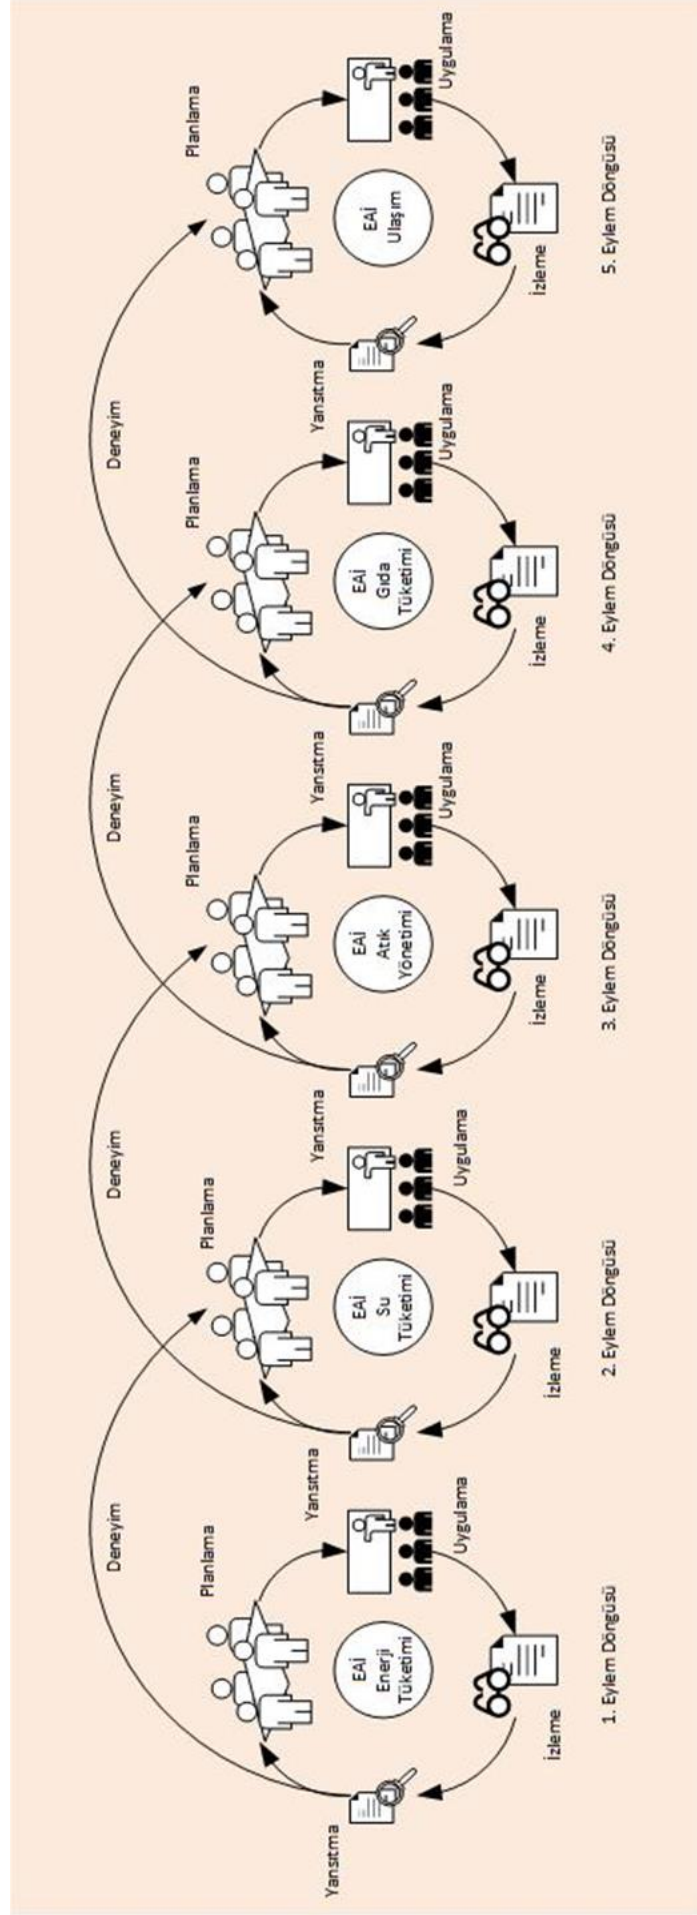 Deneyim
Deneyim
Deneyim
Deneyim
Planlama
Uygulama
EAİ
Enerji
Tüketimi
İzleme
Yansıtma
1. Eylem Döngüsü
Planlama
Uygulama
EAİ
Su
Tüketimi
İzleme
Yansıtma
2. Eylem Döngüsü
Planlama
Uygulama
EAİ
Atık
Yönetimi
İzleme
Yansıtma
3. Eylem Döngüsü
Planlama
Uygulama
EAİ
Gıda
Tüketimi
İzleme
Yansıtma
4. Eylem Döngüsü
Planlama
Uygulama
EAİ
Ulaşım
İzleme
Yansıtma
5. Eylem Döngüsü